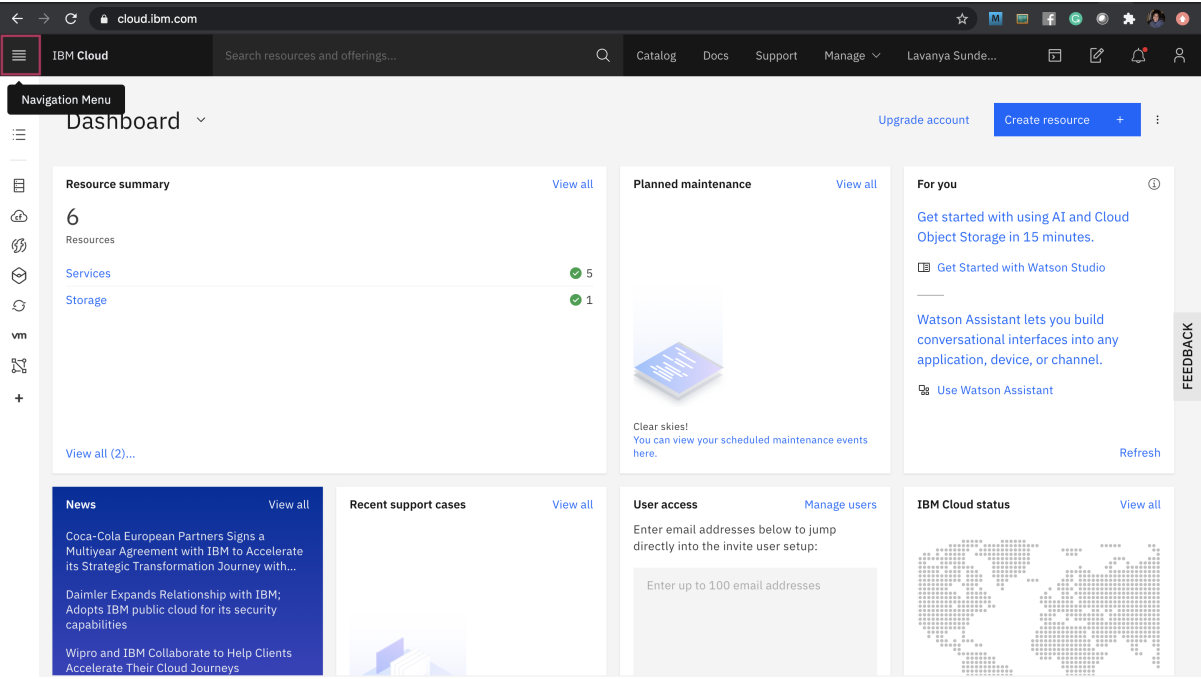 cloud.ibm.com
IBM Cloud
Search resources and offerings...
Catalog
Docs
Support
Manage
Lavanya Sunde...
Navigation Menu
Dashboard
Upgrade account
Create resource +
Resource summary
View all
6
Resources
Services
5
Storage
1
View all (2)...
Planned maintenance
View all
Clear skies!
You can view your scheduled maintenance events
here.
For you
Get started with using AI and Cloud
Object Storage in 15 minutes.
Get Started with Watson Studio
Watson Assistant lets you build
conversational interfaces into any
application, device, or channel.
Use Watson Assistant
Refresh
FEEDBACK
cf
vm
News
View all
Coca-Cola European Partners Signs a
Multiyear Agreement with IBM to Accelerate
its Strategic Transformation Journey with...
Daimler Expands Relationship with IBM;
Adopts IBM public cloud for its security
capabilities
Wipro and IBM Collaborate to Help Clients
Accelerate Their Cloud Journeys
Recent support cases
View all
User access
Manage users
Enter email addresses below to jump
directly into the invite user setup:
Enter up to 100 email addresses
IBM Cloud status
View all